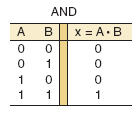 AND
A B x = A • B
0 0 0
0 1 0
1 0 0
1 1 1